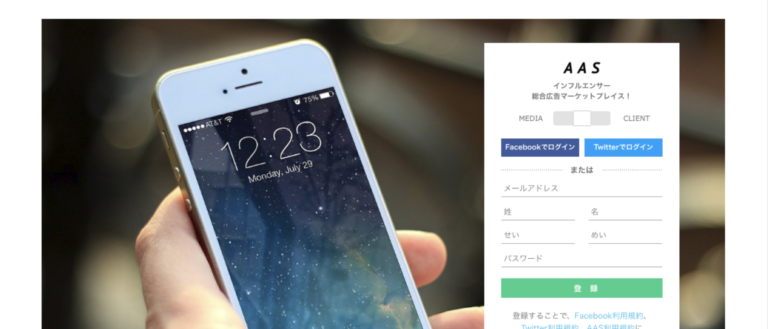 AT&T 75%
12:23
Monday, July 29
AAS
インフルエンサー
総合広告マーケットプレイス！
MEDIA CLIENT
Facebookでログイン Twitterでログイン
または
メールアドレス
姓 名
せい めい
パスワード
登 録
登録することで、Facebook利用規約、
Twitter利用規約、AAS利用規約に